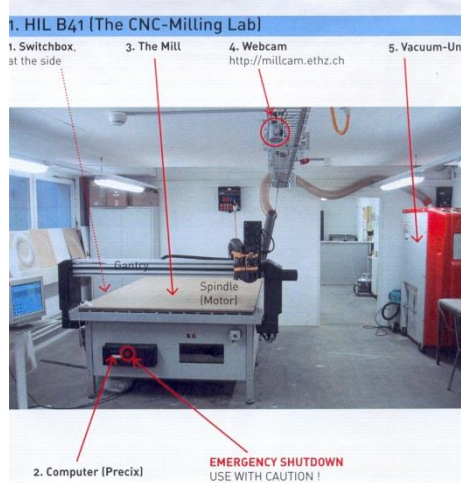 1. HIL B41 (The CNC-Milling Lab)
1. Switchbox,
at the side
3. The Mill
4. Webcam
http://millcam.ethz.ch
5. Vacuum-Un
Gantry
Spindle
(Motor)
2. Computer (Precix)
EMERGENCY SHUTDOWN
USE WITH CAUTION !